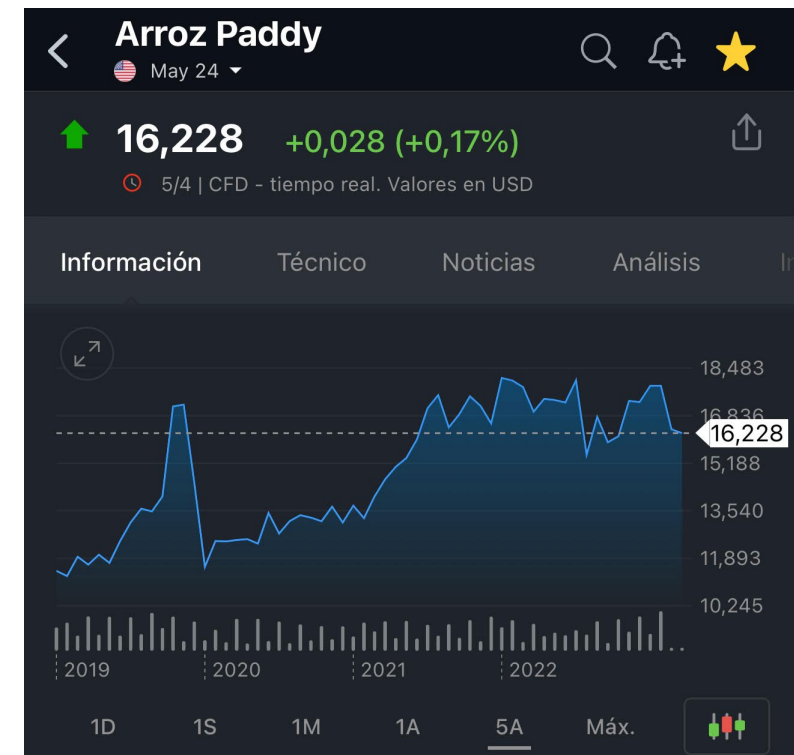 Arroz Paddy
May 24
16,228 +0,028 (+0,17%)
5/4 | CFD - tiempo real. Valores en USD
Información Técnico Noticias Análisis
18,483
16,836
16,228
15,188
13,540
11,893
10,245
2019 2020 2021 2022
1D 1S 1M 1A 5A Máx.